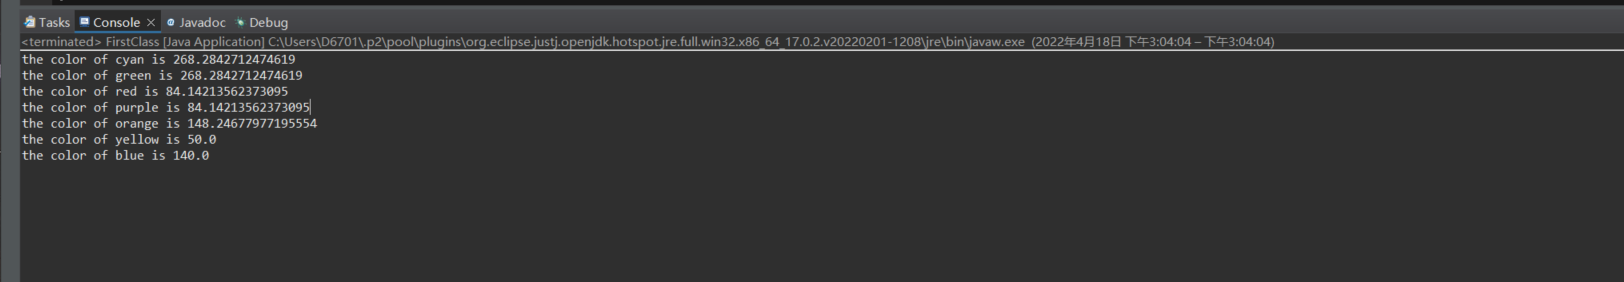 Tasks Console Javadoc Debug
<terminated> FirstClass [Java Application] C:\Users\D6701\.p2\pool\plugins\org.eclipse.justj.openjdk.hotspot.jre.full.win32.x86_64_17.0.2.v20220201-1208\jre\bin\javaw.exe (2022年4月18日 下午3:04:04 – 下午3:04:04)
the color of cyan is 268.2842712474619
the color of green is 268.2842712474619
the color of red is 84.14213562373095
the color of purple is 84.14213562373095
the color of orange is 148.24677977195554
the color of yellow is 50.0
the color of blue is 140.0